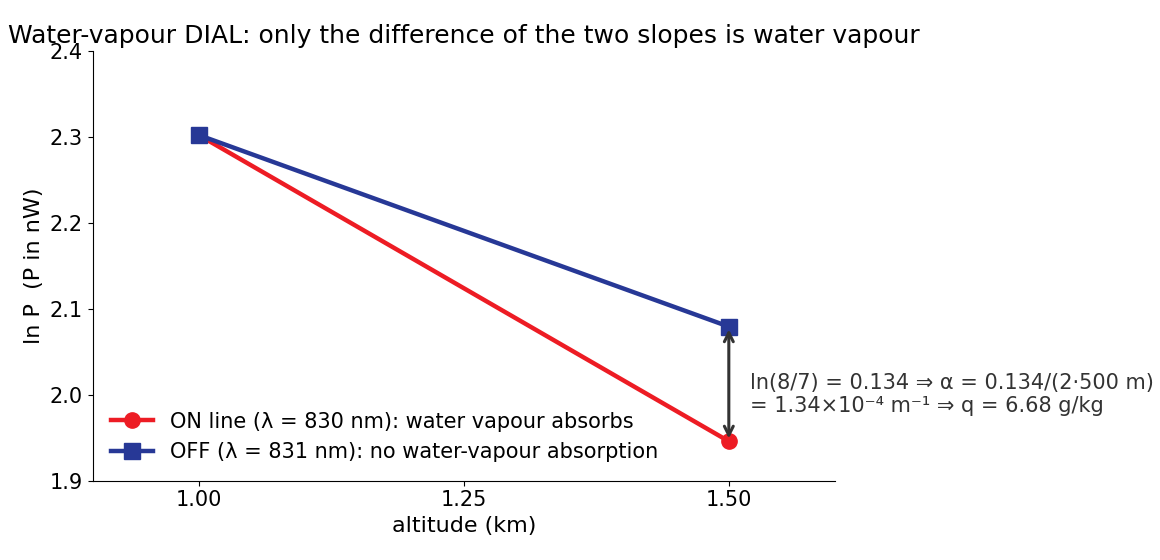 Water-vapour DIAL: only the difference of the two slopes is water vapour
2.4
2.3
2.2
2.1
2.0
1.9
ln P  (P in nW)
ln(8/7) = 0.134 ⇒ α = 0.134/(2·500 m)
= 1.34×10⁻⁴ m⁻¹ ⇒ q = 6.68 g/kg
ON line (λ = 830 nm): water vapour absorbs
OFF (λ = 831 nm): no water-vapour absorption
1.00 1.25 1.50
altitude (km)